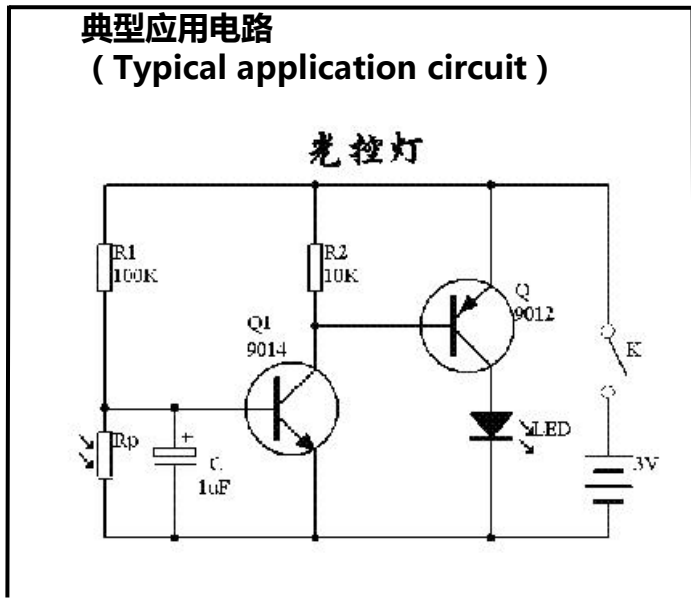 典型应用电路
（Typical application circuit）
光控灯
R1
100K
R2
10K
Q
9012
Q1
9014
K
Rp
+
C
1uF
LED
3V